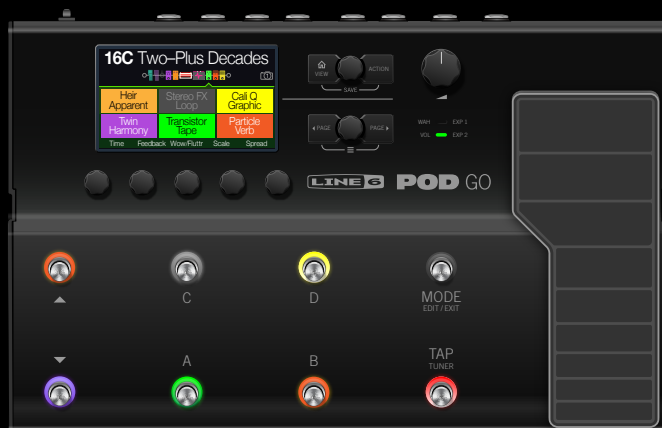 16C Two-Plus Decades
Heir Apparent
Stereo FX Loop
Cali Q Graphic
Twin Harmony
Transistor Tape
Particle Verb
Time Feedback Wow/Fluttr Scale Spread
VIEW
ACTION
SAVE
PAGE
PAGE
WAH EXP 1
VOL EXP 2
LINE 6 POD GO
C
D
MODE
EDIT / EXIT
A
B
TAP
TUNER